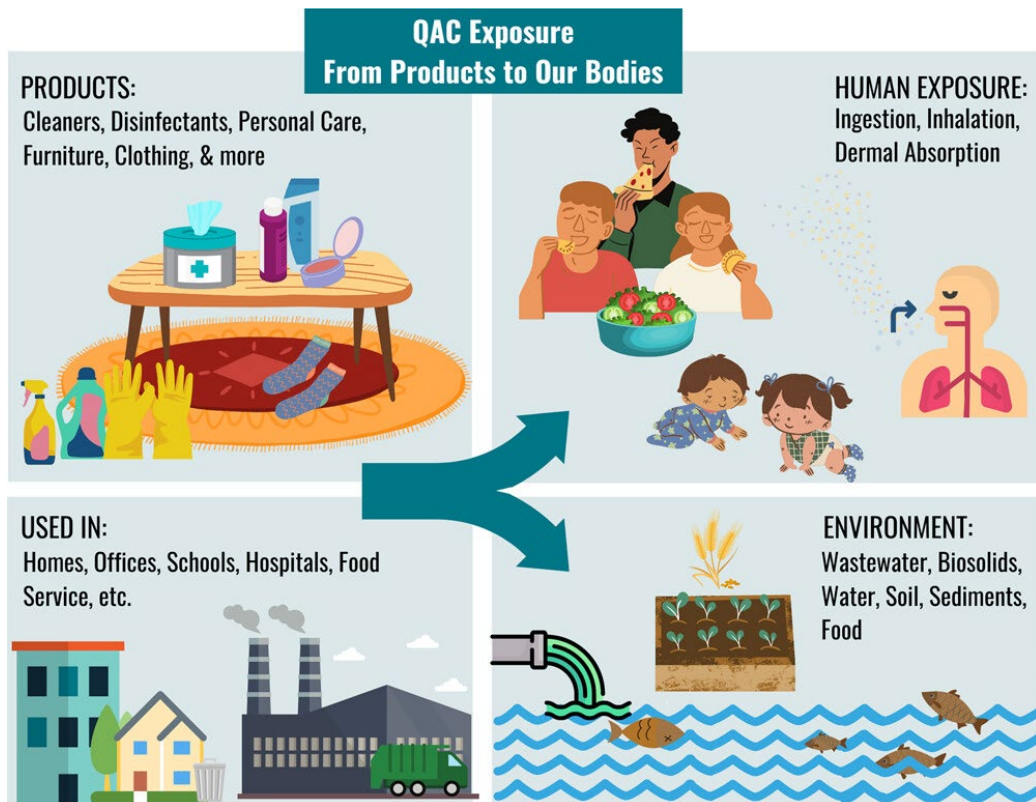 QAC Exposure
From Products to Our Bodies
PRODUCTS:
Cleaners, Disinfectants, Personal Care,
Furniture, Clothing, & more
HUMAN EXPOSURE:
Ingestion, Inhalation,
Dermal Absorption
USED IN:
Homes, Offices, Schools, Hospitals, Food
Service, etc.
ENVIRONMENT:
Wastewater, Biosolids,
Water, Soil, Sediments,
Food